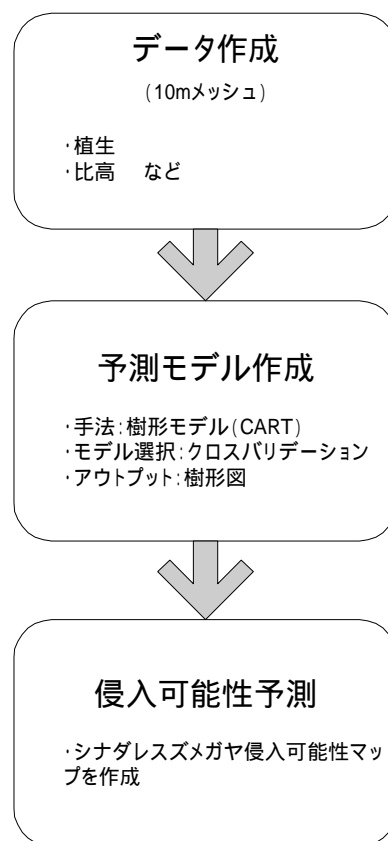 データ作成
(10mメッシュ)
·植生
·比高　など
予測モデル作成
·手法:樹形モデル(CART)
·モデル選択:クロスバリデーション
·アウトプット:樹形図
侵入可能性予測
·シナダレスズメガヤ侵入可能性マッ
プを作成